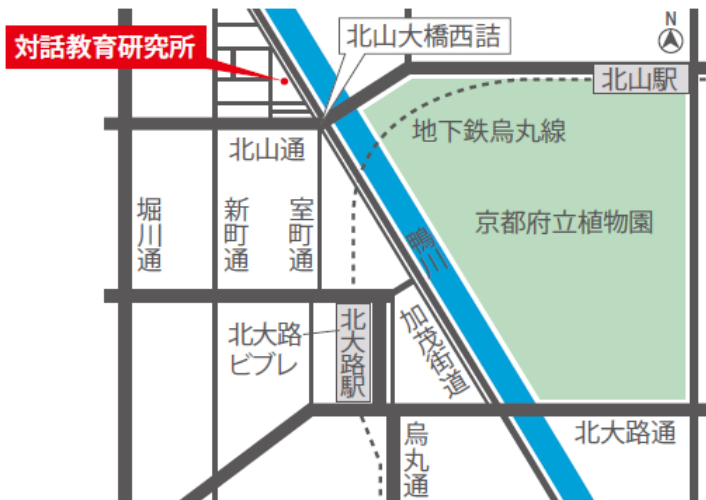 対話教育研究所
北山大橋西詰
N
北山駅
地下鉄烏丸線
北山通
堀川通
新町通
室町通
京都府立植物園
鴨川
加茂街道
北大路
ビブレ
北大路駅
北大路通
烏丸通